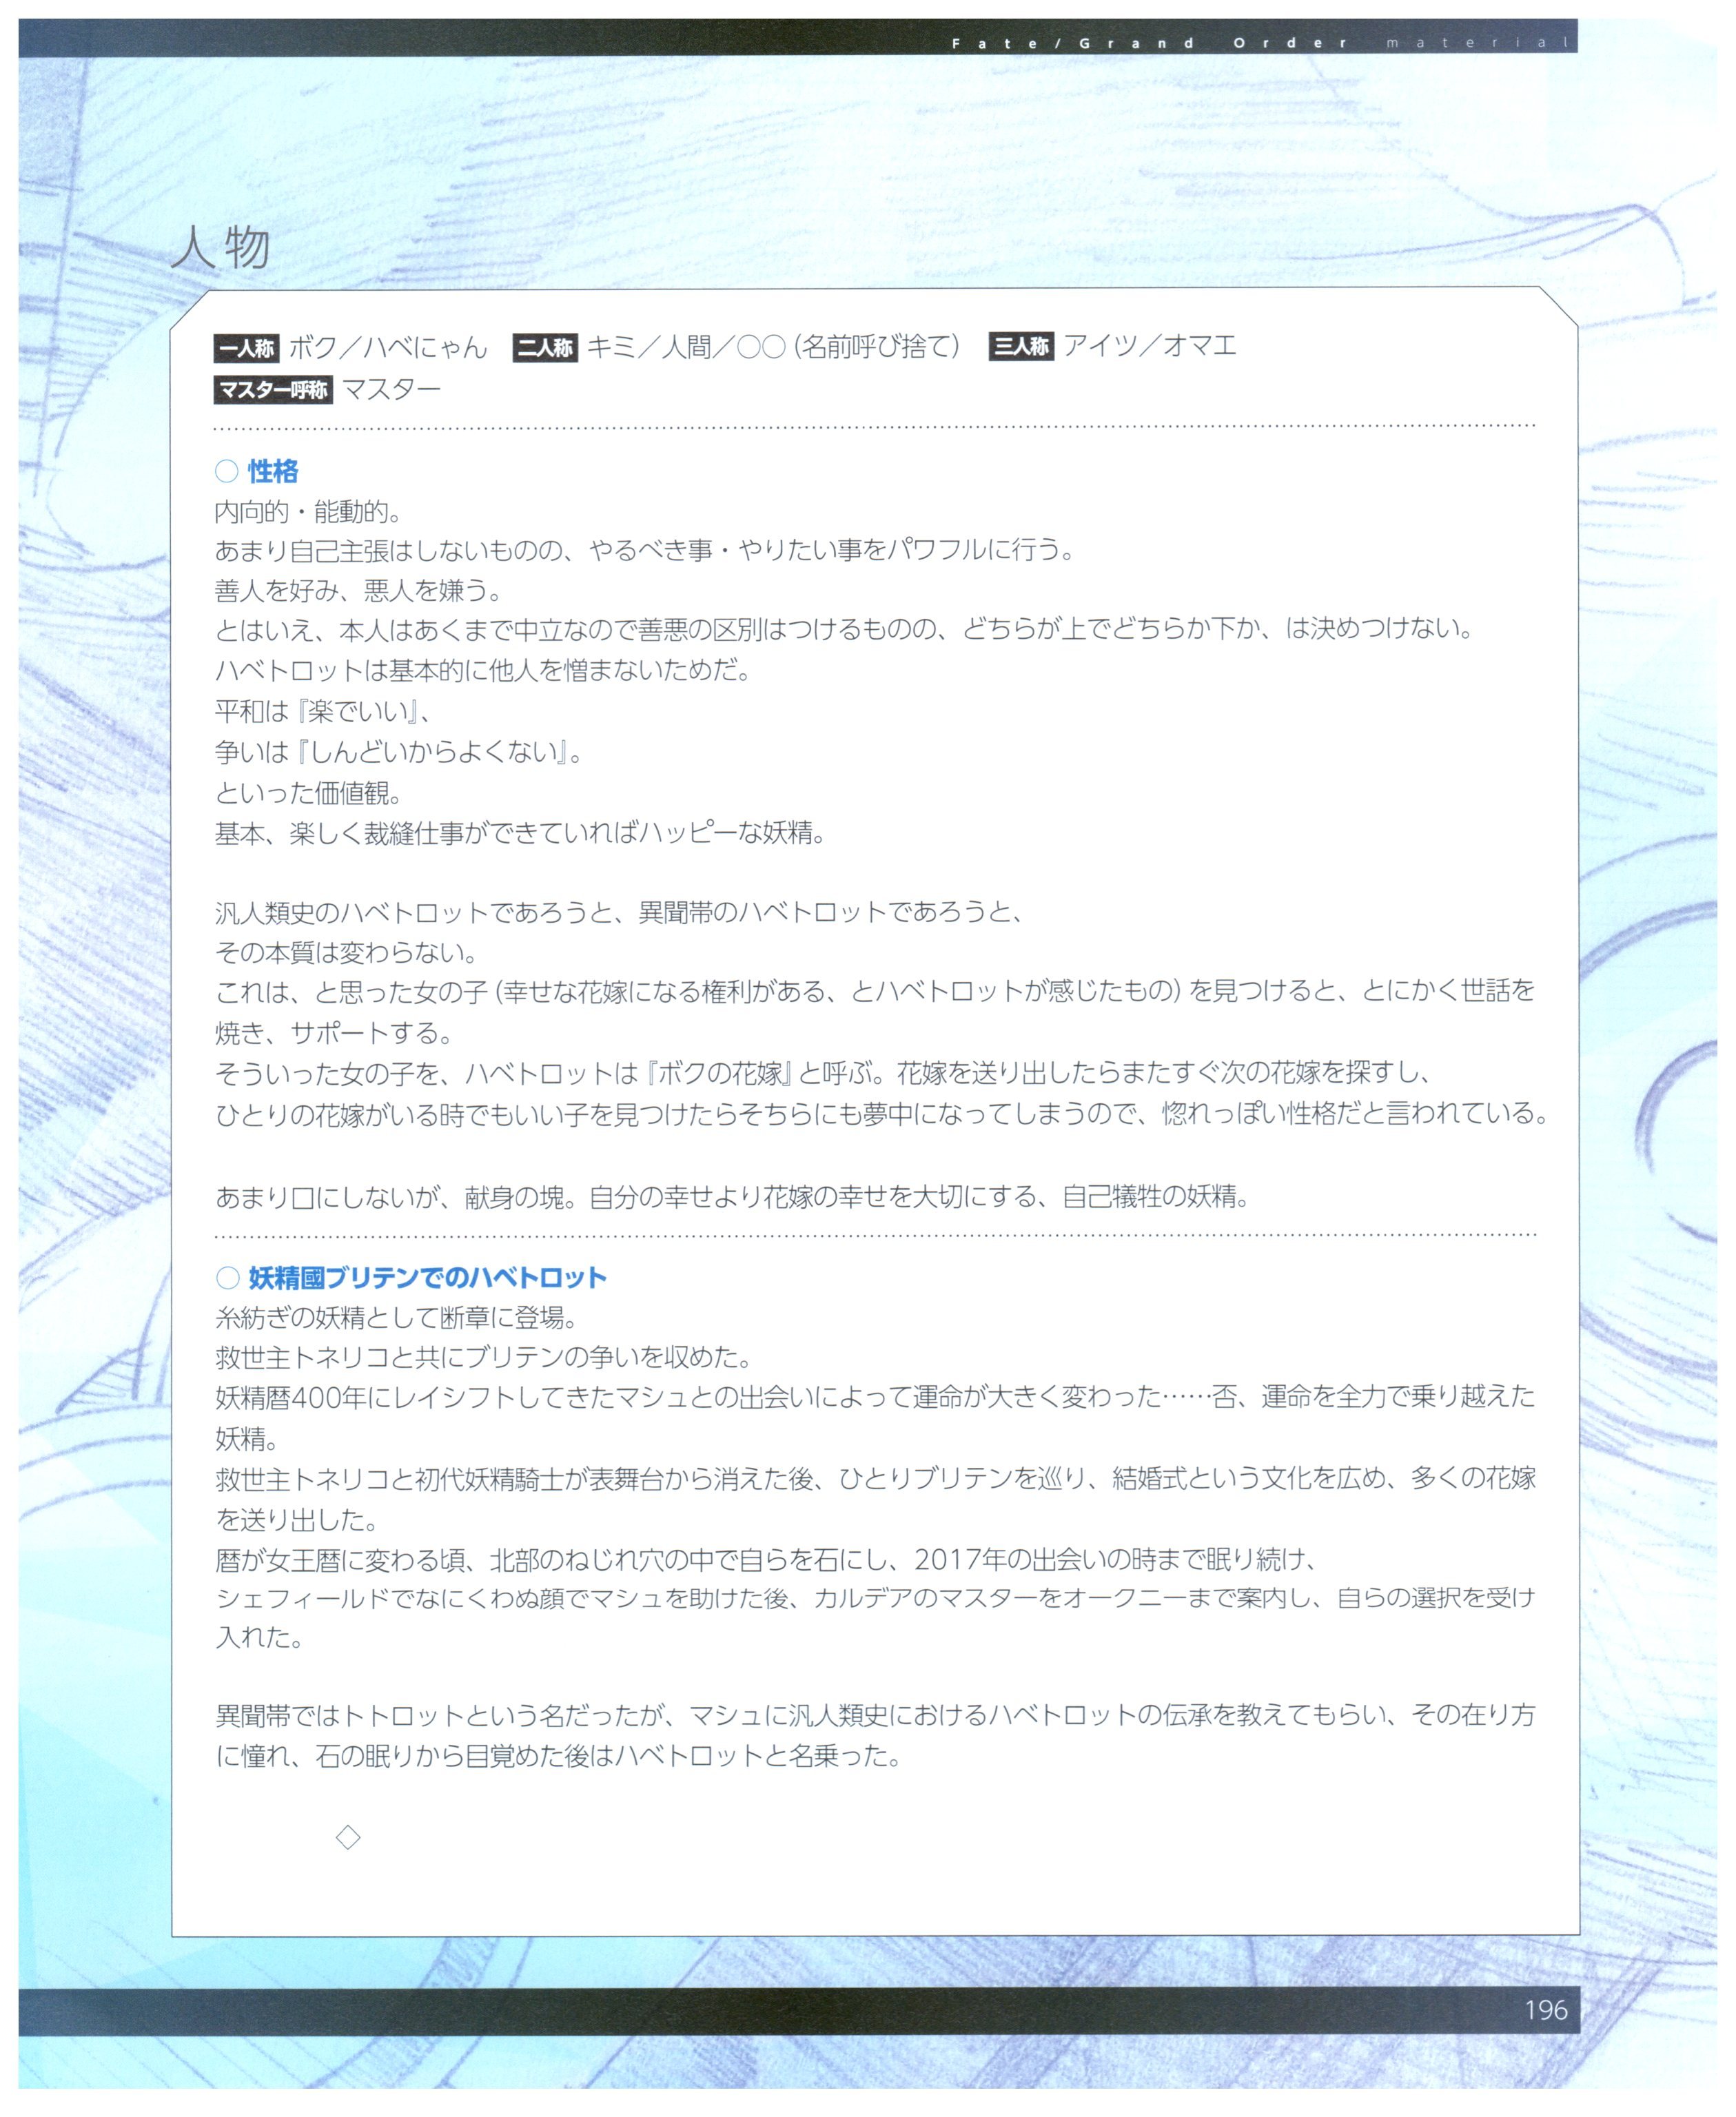 Fate/Grand Order material
人物
一人称 ボク／ハベにゃん 二人称 キミ／人間／○○（名前呼び捨て） 三人称 アイツ／オマエ
マスター呼称 マスター
○ 性格
内向的・能動的。
あまり自己主張はしないものの、やるべき事・やりたい事をパワフルに行う。
善人を好み、悪人を嫌う。
とはいえ、本人はあくまで中立なので善悪の区別はつけるものの、どちらが上でどちらか下か、は決めつけない。
ハベトロットは基本的に他人を憎まないためだ。
平和は『楽でいい』、
争いは『しんどいからよくない』。
といった価値観。
基本、楽しく裁縫仕事ができていればハッピーな妖精。
汎人類史のハベトロットであろうと、異聞帯のハベトロットであろうと、
その本質は変わらない。
これは、と思った女の子（幸せな花嫁になる権利がある、とハベトロットが感じたもの）を見つけると、とにかく世話を
焼き、サポートする。
そういった女の子を、ハベトロットは『ボクの花嫁』と呼ぶ。花嫁を送り出したらまたすぐ次の花嫁を探すし、
ひとりの花嫁がいる時でもいい子を見つけたらそちらにも夢中になってしまうので、惚れっぽい性格だと言われている。
あまり口にしないが、献身の塊。自分の幸せより花嫁の幸せを大切にする、自己犠牲の妖精。
○ 妖精國ブリテンでのハベトロット
糸紡ぎの妖精として断章に登場。
救世主トネリコと共にブリテンの争いを収めた。
妖精暦400年にレイシフトしてきたマシュとの出会いによって運命が大きく変わった……否、運命を全力で乗り越えた
妖精。
救世主トネリコと初代妖精騎士が表舞台から消えた後、ひとりブリテンを巡り、結婚式という文化を広め、多くの花嫁
を送り出した。
暦が女王暦に変わる頃、北部のねじれ穴の中で自らを石にし、2017年の出会いの時まで眠り続け、
シェフィールドでなにくわぬ顔でマシュを助けた後、カルデアのマスターをオークニーまで案内し、自らの選択を受け
入れた。
異聞帯ではトトロットという名だったが、マシュに汎人類史におけるハベトロットの伝承を教えてもらい、その在り方
に憧れ、石の眠りから目覚めた後はハベトロットと名乗った。
◇
196